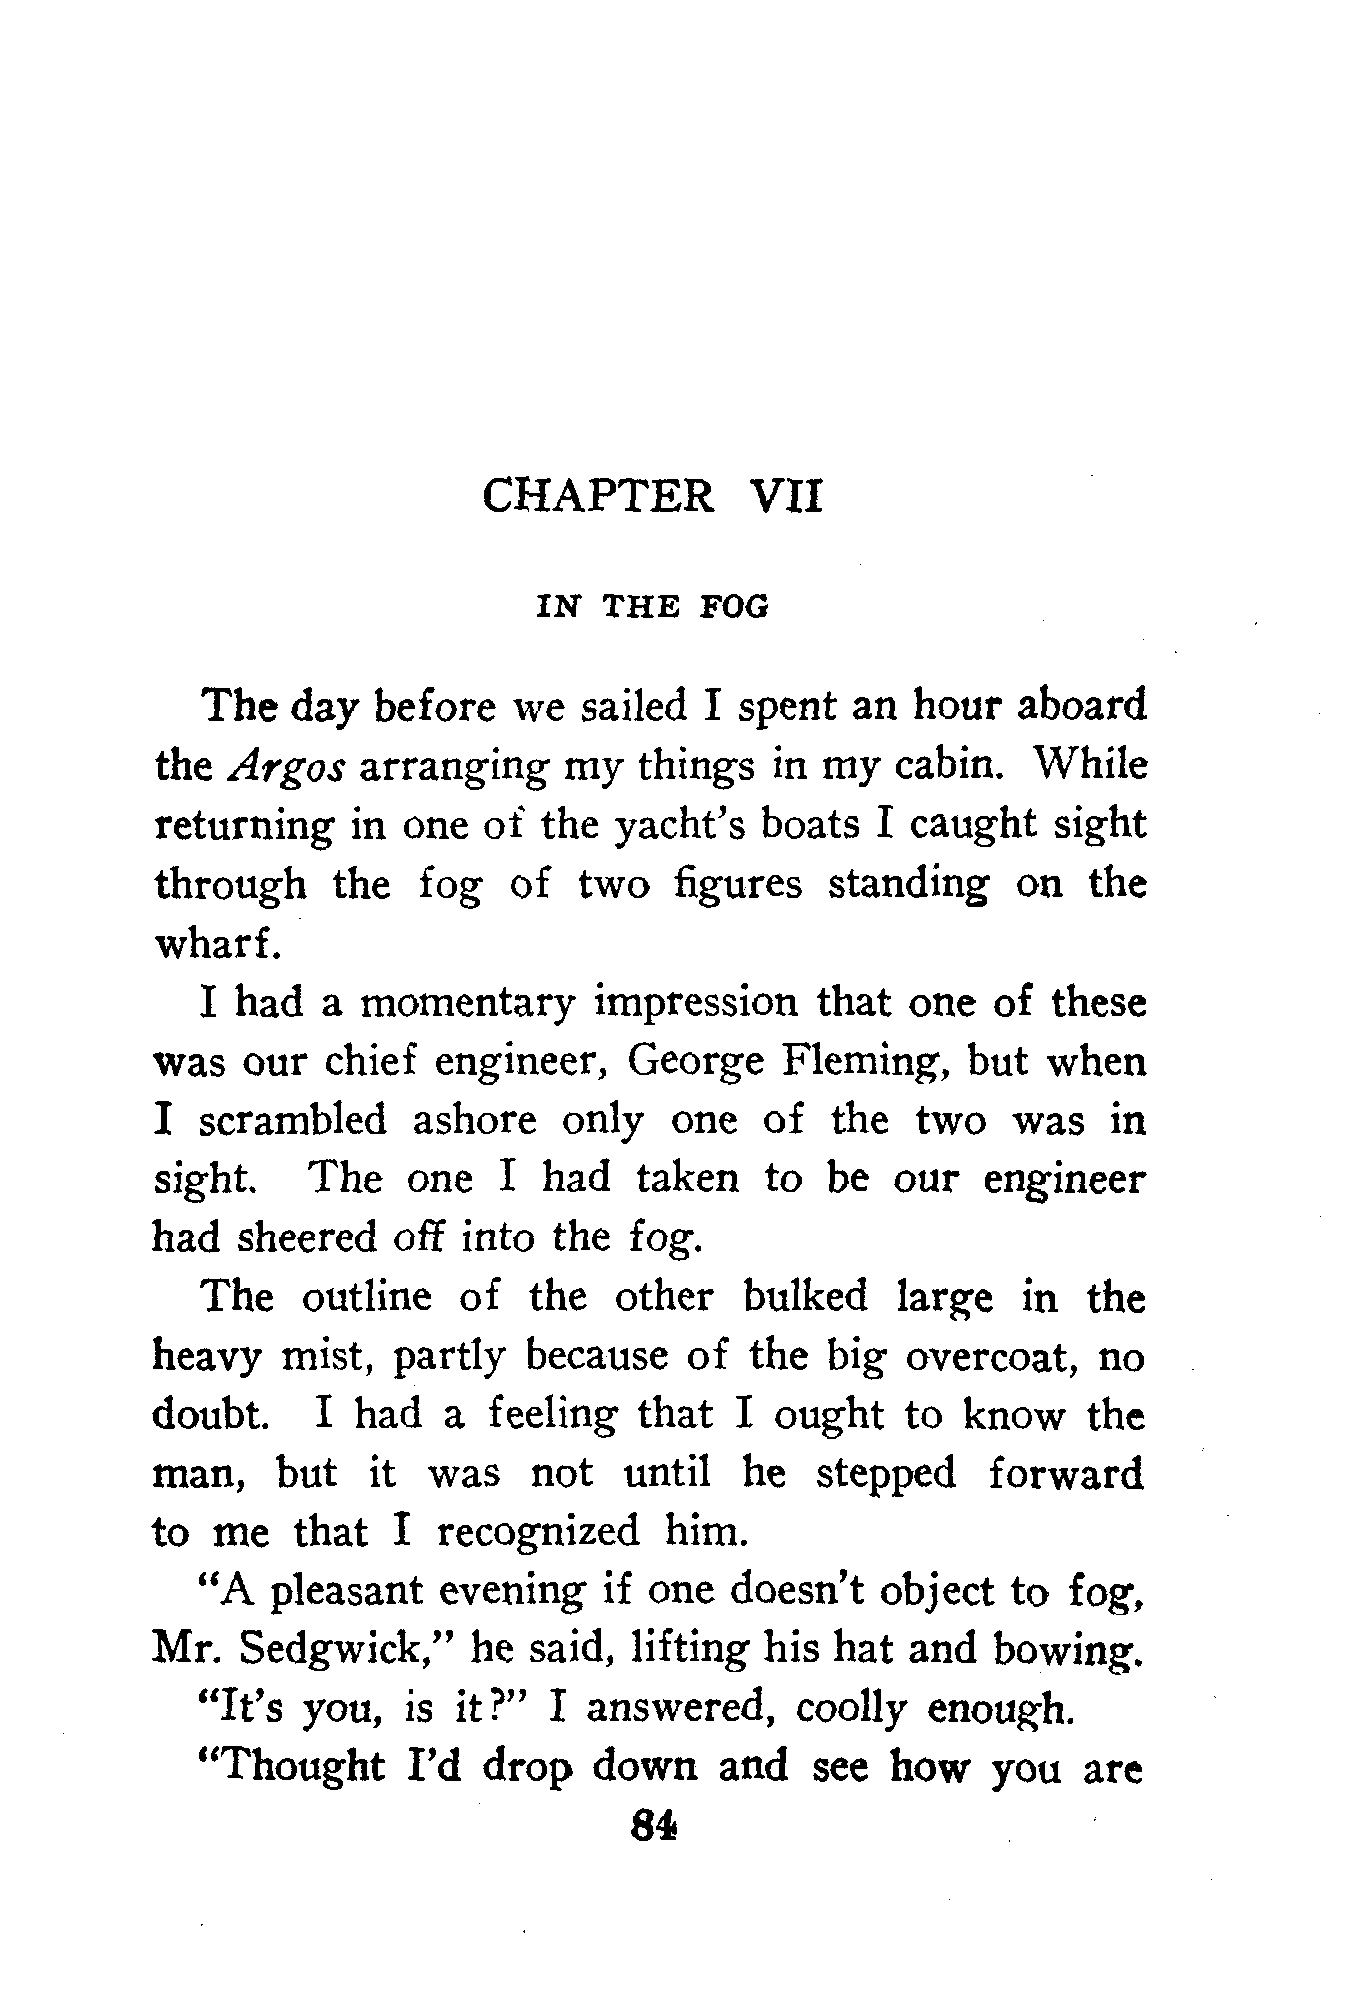 CHAPTER VII
IN THE FOG
The day before we sailed I spent an hour aboard
the Argos arranging my things in my cabin. While
returning in one of the yacht's boats I caught sight
through the fog of two figures standing on the
wharf.
I had a momentary impression that one of these
was our chief engineer, George Fleming, but when
I scrambled ashore only one of the two was in
sight. The one I had taken to be our engineer
had sheered off into the fog.
The outline of the other bulked large in the
heavy mist, partly because of the big overcoat, no
doubt. I had a feeling that I ought to know the
man, but it was not until he stepped forward
to me that I recognized him.
"A pleasant evening if one doesn't object to fog,
Mr. Sedgwick," he said, lifting his hat and bowing.
"It's you, is it?" I answered, coolly enough.
"Thought I'd drop down and see how you are
84